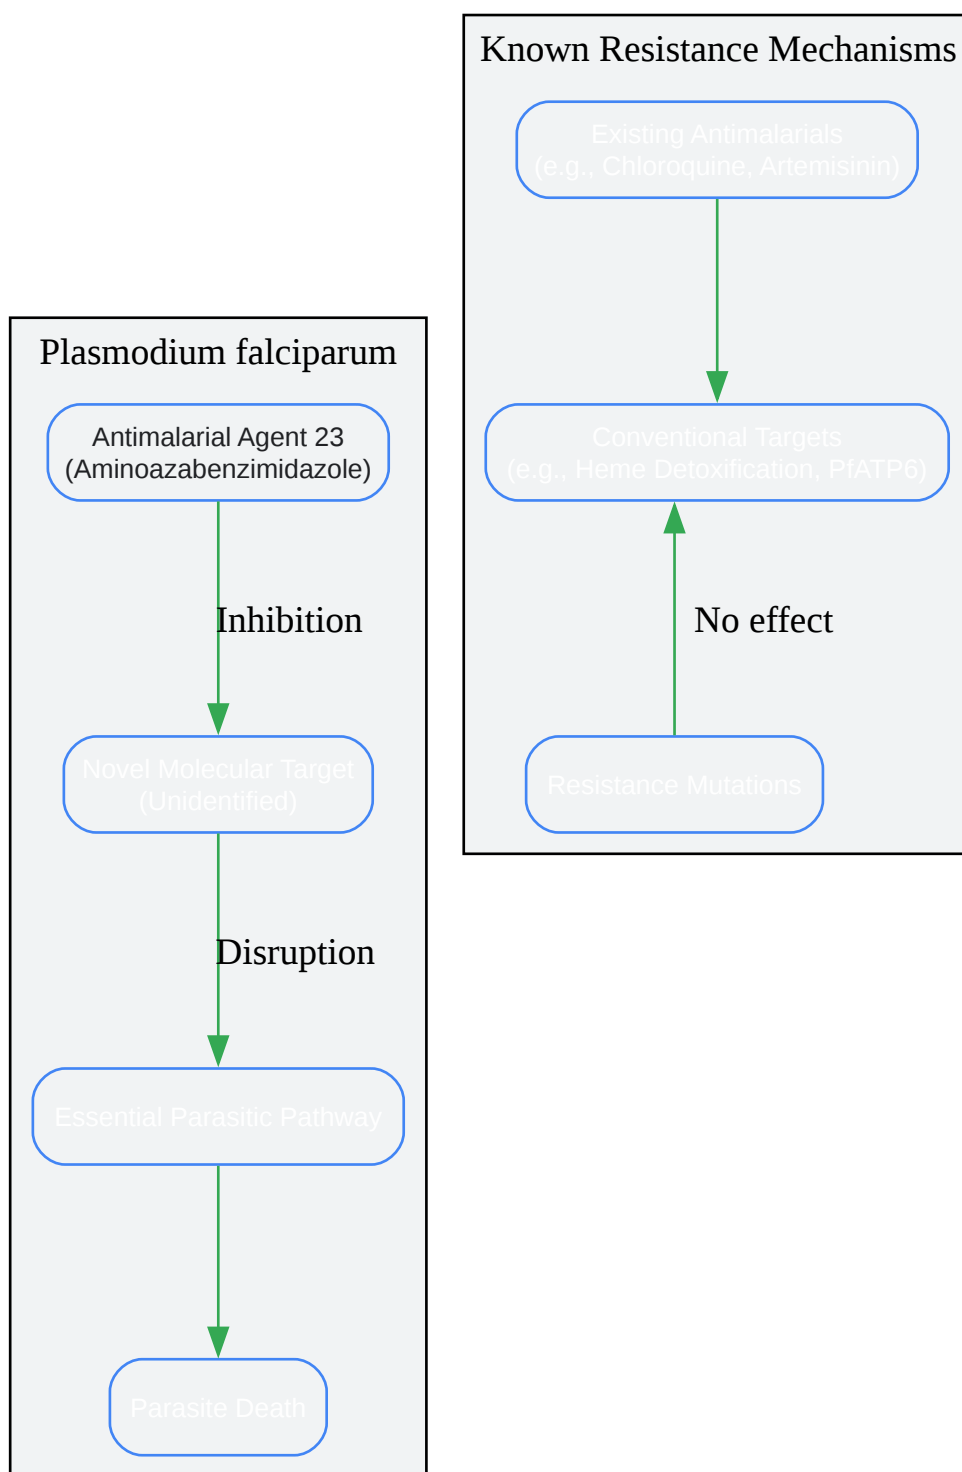 Known Resistance Mechanisms
Existing Antimalarials
(e.g., Chloroquine, Artemisinin)
Conventional Targets
(e.g., Heme Detoxification, PfATP6)
No effect
Resistance Mutations
Plasmodium falciparum
Antimalarial Agent 23
(Aminoazabenzimidazole)
Inhibition
Novel Molecular Target
(Unidentified)
Disruption
Essential Parasitic Pathway
Parasite Death